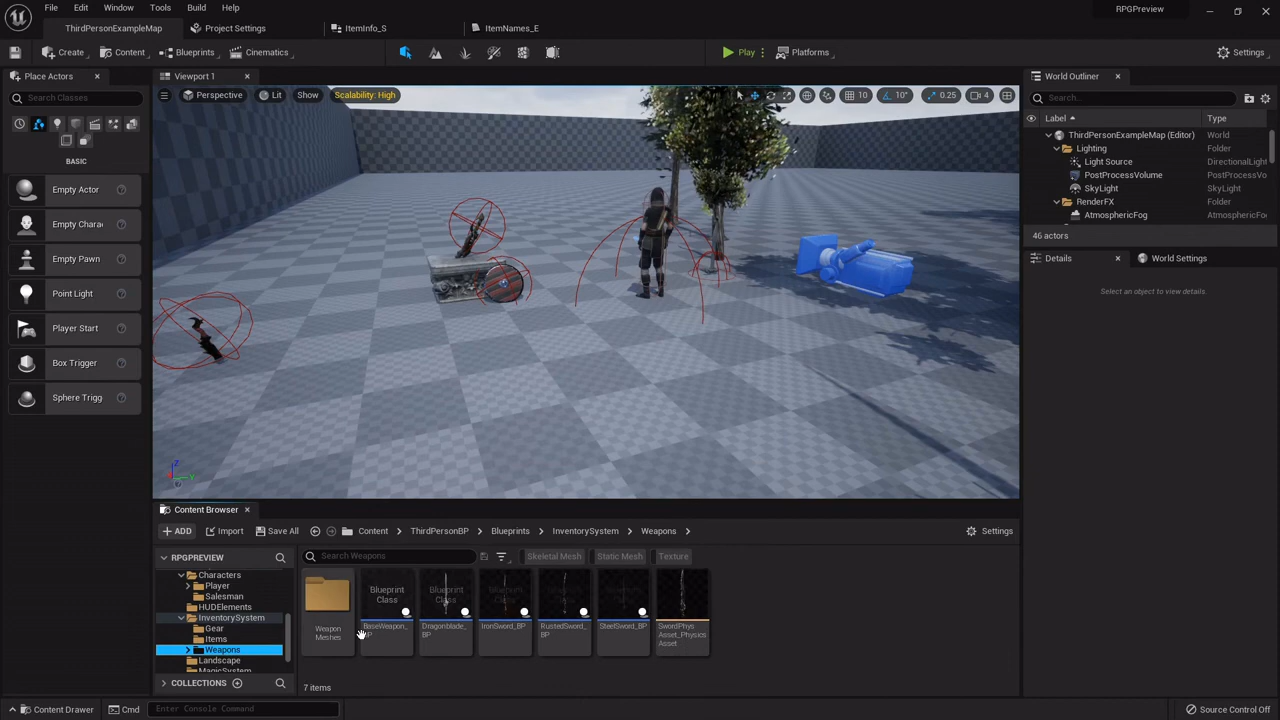 File Edit Window Tools Build Help
RPGPreview
ThirdPersonExampleMap Project Settings ItemInfo_S ItemNames_E
Create Content Blueprints Cinematics Play Platforms Settings
Place Actors
Search Classes
BASIC
Empty Actor
Empty Chara
Empty Pawn
Point Light
Player Start
Box Trigger
Sphere Trigg
Viewport 1
Perspective Lit Show Scalability: High 10 10° 0.25 4
Z
Y
World Outliner
Search...
Label Type
ThirdPersonExampleMap (Editor) World
Lighting Folder
Light Source DirectionalLight
PostProcessVolume PostProcessVo
SkyLight SkyLight
RenderFX Folder
AtmosphericFog AtmosphericFog
46 actors
Details World Settings
Select an object to view details.
Content Browser
ADD Import Save All Content ThirdPersonBP Blueprints InventorySystem Weapons Settings
RPGPREVIEW
Characters
Player
Salesman
HUDElements
InventorySystem
Gear
Items
Weapons
Landscape
MagicSystem
COLLECTIONS
Search Weapons Skeletal Mesh Static Mesh Texture
Blueprint Class
Blueprint Class
Blueprint Class
Weapon Meshes
BaseWeapon_BP
Dragonblade_BP
IronSword_BP
RustedSword_BP
SteelSword_BP
SwordPhys Asset_Physics Asset
7 items
Content Drawer Cmd Enter Console Command Source Control Off